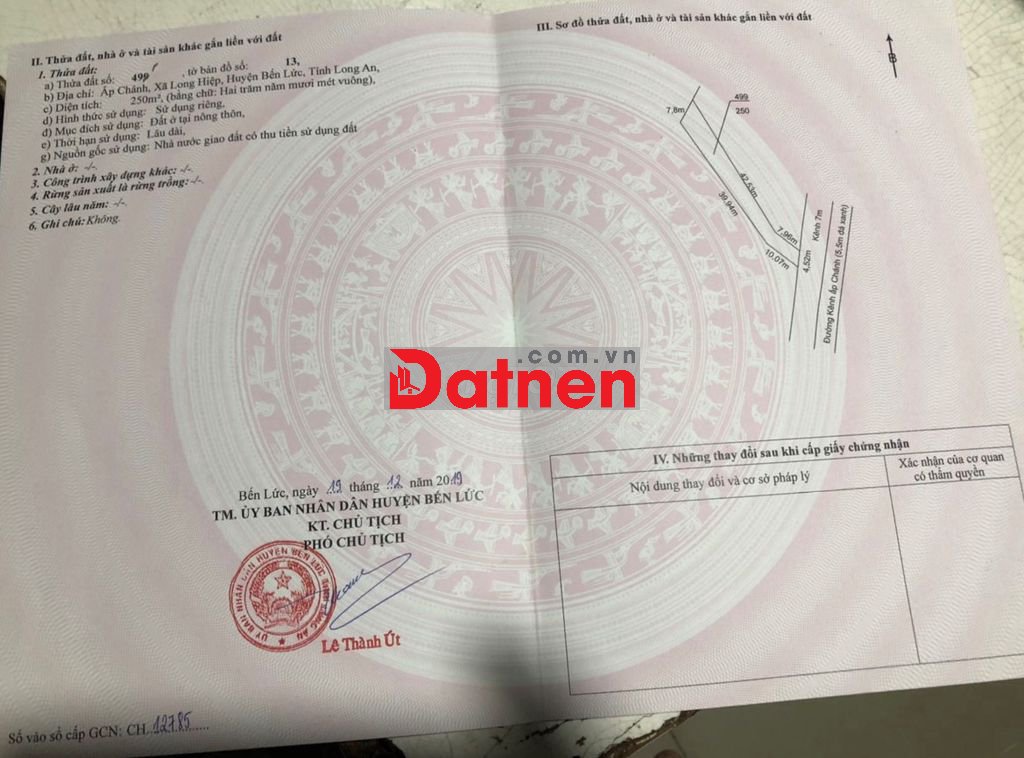 II. Thửa đất, nhà ở và tài sản khác gắn liền với đất
1. Thửa đất:
a) Thửa đất số: 499, tờ bản đồ số: 13,
b) Địa chỉ: Ấp Chánh, Xã Long Hiệp, Huyện Bến Lức, Tỉnh Long An,
c) Diện tích: 250m², (bằng chữ: Hai trăm năm mươi mét vuông),
d) Hình thức sử dụng: Sử dụng riêng,
đ) Mục đích sử dụng: Đất ở tại nông thôn,
e) Thời hạn sử dụng: Lâu dài,
g) Nguồn gốc sử dụng: Nhà nước giao đất có thu tiền sử dụng đất
2. Nhà ở: -/-.
3. Công trình xây dựng khác: -/-.
4. Rừng sản xuất là rừng trồng: -/-.
5. Cây lâu năm: -/-.
6. Ghi chú: Không.
Bến Lức, ngày 19 tháng 12 năm 2019
TM. ỦY BAN NHÂN DÂN HUYỆN BẾN LỨC
KT. CHỦ TỊCH
PHÓ CHỦ TỊCH
ỦY BAN NHÂN DÂN HUYỆN BẾN LỨC TỈNH LONG AN
Lê Thành Út
Số vào sổ cấp GCN: CH 12785
III. Sơ đồ thửa đất, nhà ở và tài sản khác gắn liền với đất
B
7,8m
499
250
42,53m
39,94m
7,96m
10,07m
4,52m
Kênh 7m
Đường Kênh ấp Chánh (5,5m đá xanh)
Datnen
.com.vn
IV. Những thay đổi sau khi cấp giấy chứng nhận
Nội dung thay đổi và cơ sở pháp lý
Xác nhận của cơ quan
có thẩm quyền